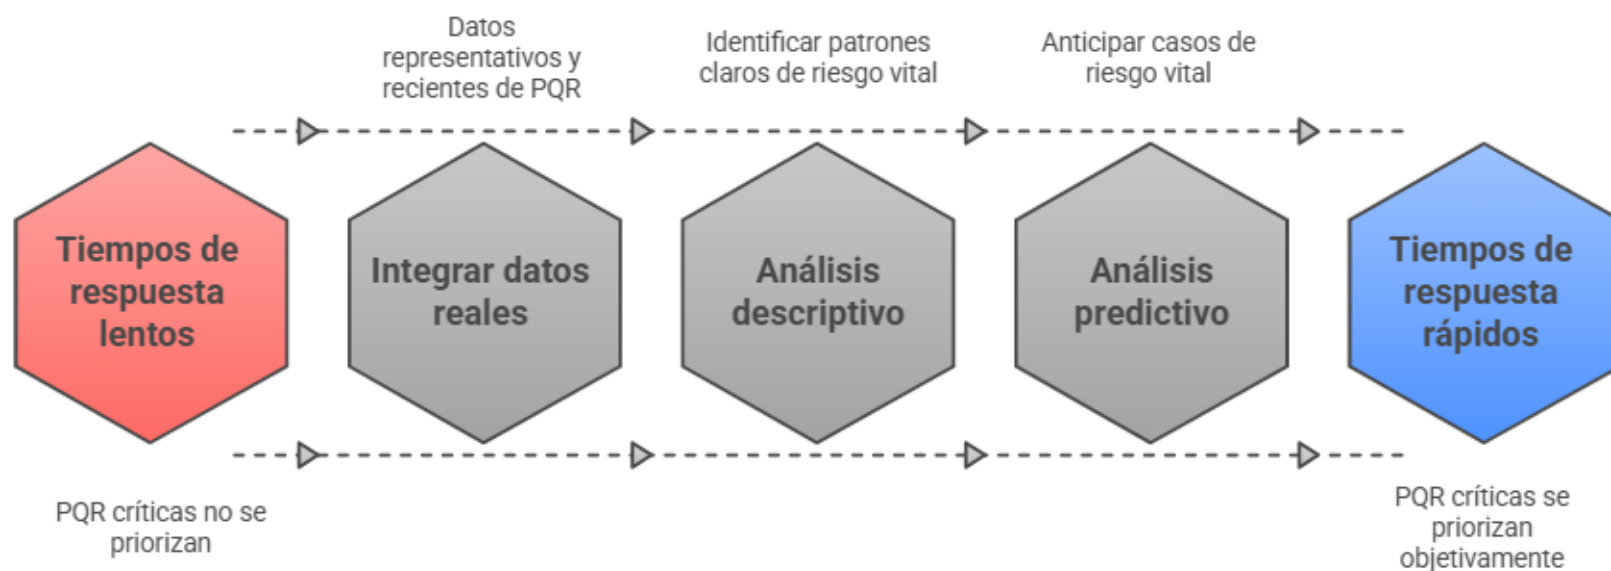 Datos
representativos y
recientes de PQR
Identificar patrones
claros de riesgo vital
Anticipar casos de
riesgo vital
Tiempos de
respuesta
lentos
Integrar datos
reales
Análisis
descriptivo
Análisis
predictivo
Tiempos de
respuesta
rápidos
PQR críticas no se
priorizan
PQR críticas se
priorizan
objetivamente